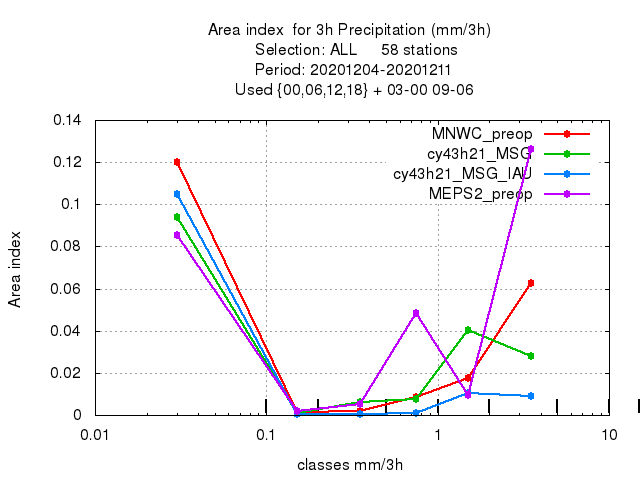 Area index  for 3h Precipitation (mm/3h)
Selection: ALL     58 stations
Period: 20201204-20201211
Used {00,06,12,18} + 03-00 09-06
MNWC_preop
cy43h21_MSG
cy43h21_MSG_IAU
MEPS2_preop
0.14
0.12
0.1
0.08
0.06
0.04
0.02
0
Area index
0.01
0.1
1
10
classes mm/3h